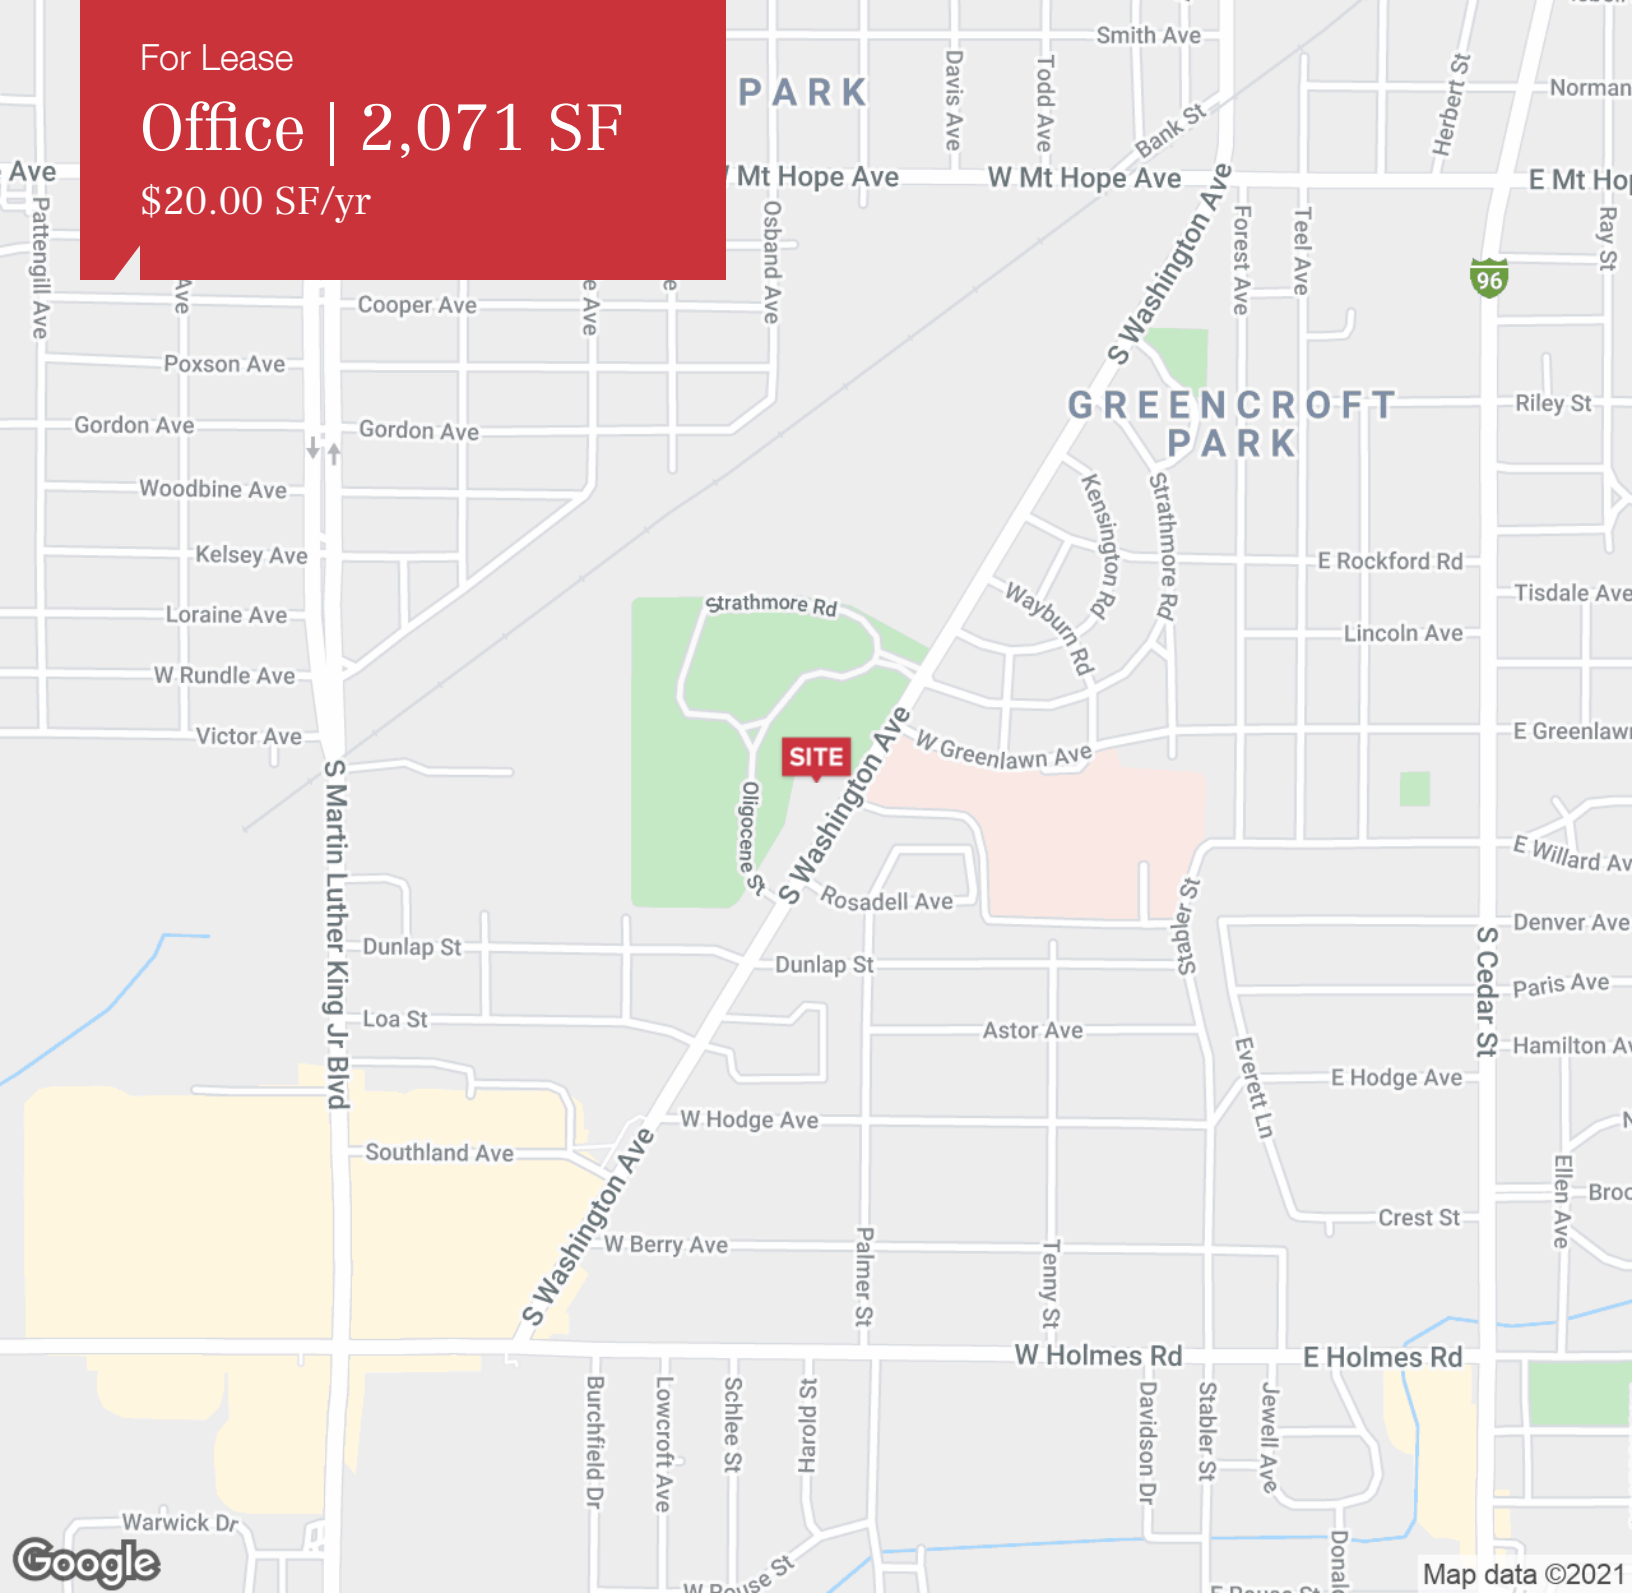 For Lease
Office | 2,071 SF
$20.00 SF/yr
PARK
Smith Ave
Davis Ave
Todd Ave
Bank St
Herbert St
Norman
Ave
W Mt Hope Ave
W Mt Hope Ave
E Mt Hop
Pattengill Ave
Ave
Osband Ave
e Ave
e
S Washington Ave
Forest Ave
Teel Ave
Ray St
96
Cooper Ave
Poxson Ave
Gordon Ave
Gordon Ave
GREENCROFT
PARK
Riley St
Woodbine Ave
Kensington Rd
Strathmore Rd
Kelsey Ave
E Rockford Rd
Tisdale Ave
Loraine Ave
Strathmore Rd
Wayburn Rd
Lincoln Ave
W Rundle Ave
Victor Ave
S Washington Ave
W Greenlawn Ave
E Greenlawn
SITE
Oligocene St
S Martin Luther King Jr Blvd
E Willard Av
Rosadell Ave
Stabler St
Denver Ave
Dunlap St
Dunlap St
S Cedar St
Paris Ave
Loa St
Astor Ave
Hamilton Av
Everett Ln
E Hodge Ave
W Hodge Ave
N
Southland Ave
S Washington Ave
Ellen Ave
Broo
Crest St
W Berry Ave
Palmer St
Tenny St
W Holmes Rd
E Holmes Rd
Burchfield Dr
Lowcroft Ave
Schlee St
Harold St
Davidson Dr
Stabler St
Jewell Ave
Warwick Dr
Donald
W Rouse St
E Rouse St
Google
Map data ©2021